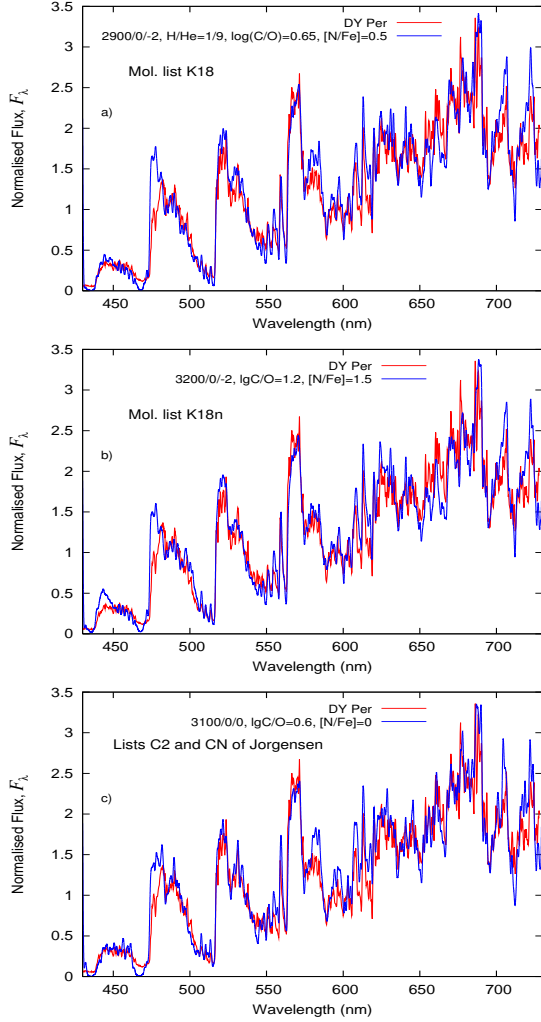 3.5
DY Per
2900/0/-2, H/He=1/9, log(C/O)=0.65, [N/Fe]=0.5
3
Mol. list K18
2.5
a)
2
Normalised Flux, Fλ
1.5
1
0.5
0
450 500 550 600 650 700
Wavelength (nm)
3.5
DY Per
3200/0/-2, lgC/O=1.2, [N/Fe]=1.5
3
Mol. list K18n
2.5
b)
2
Normalised Flux, Fλ
1.5
1
0.5
0
450 500 550 600 650 700
Wavelength (nm)
3.5
DY Per
3100/0/0, lgC/O=0.6, [N/Fe]=0
3
Lists C2 and CN of Jorgensen
2.5
c)
2
Normalised Flux, Fλ
1.5
1
0.5
0
450 500 550 600 650 700
Wavelength (nm)